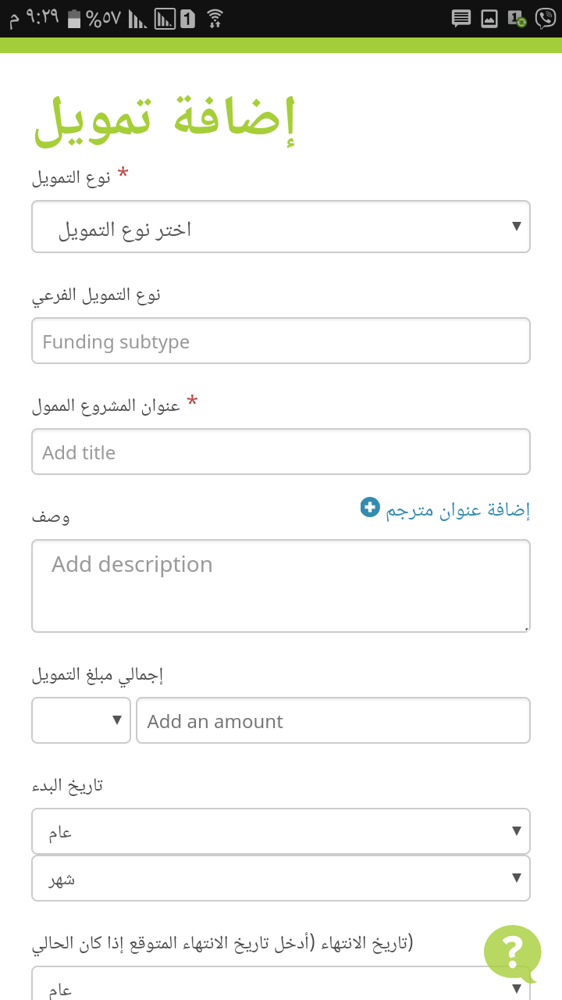 ٩:٢٩ م
%٥٧
1
1
إضافة تمويل
نوع التمويل *
اختر نوع التمويل
نوع التمويل الفرعي
Funding subtype
عنوان المشروع الممول *
Add title
إضافة عنوان مترجم
وصف
Add description
إجمالي مبلغ التمويل
Add an amount
تاريخ البدء
عام
شهر
(تاريخ الانتهاء (أدخل تاريخ الانتهاء المتوقع إذا كان الحالي
?
عام